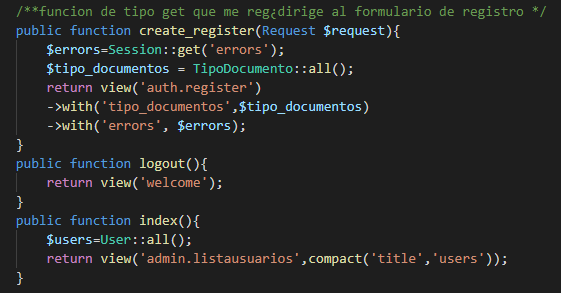 /**funcion de tipo get que me reg¿dirige al formulario de registro */
public function create_register(Request $request){
$errors=Session::get('errors');
$tipo_documentos = TipoDocumento::all();
return view('auth.register')
->with('tipo_documentos',$tipo_documentos)
->with('errors', $errors);
}
public function logout(){
return view('welcome');
}
public function index(){
$users=User::all();
return view('admin.listausuarios',compact('title','users'));
}